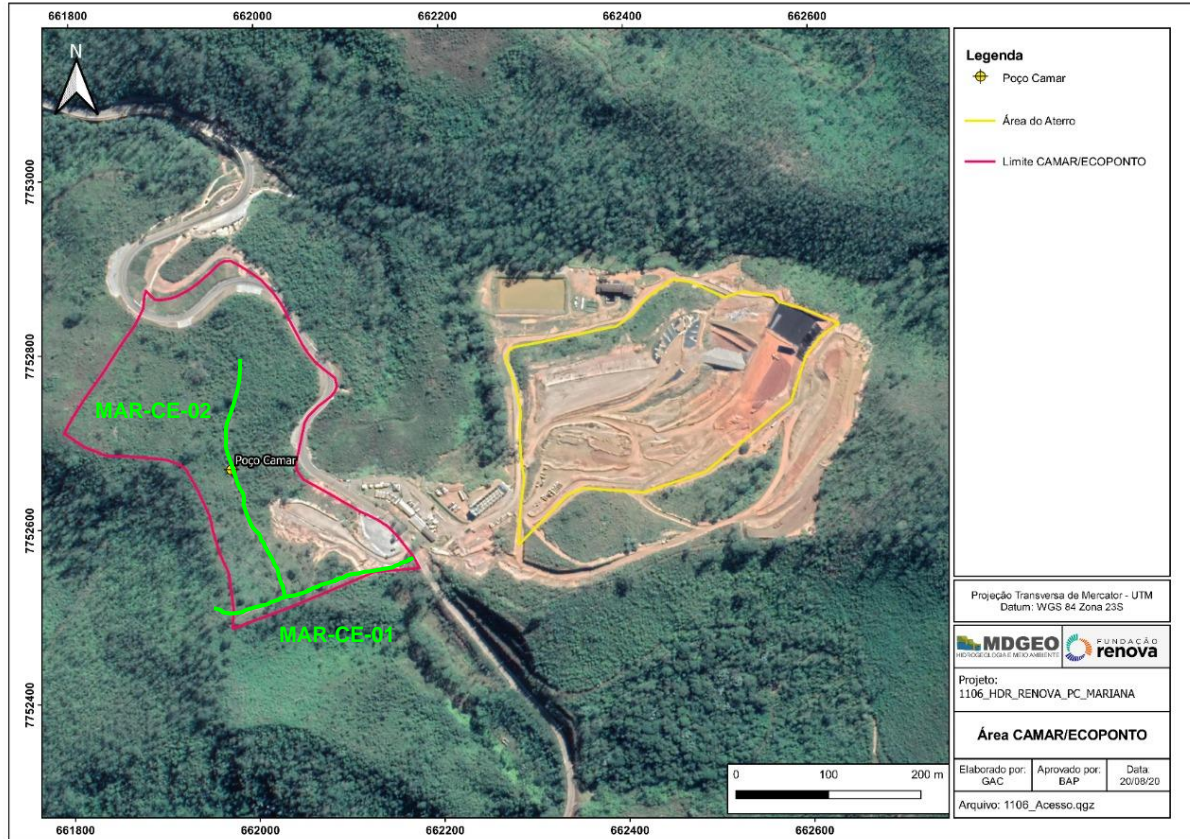 661800 662000 662200 662400 662600
N
7753000
7752800
7752600
7752400
MAR-CE-02
Poço Camar
MAR-CE-01
0 100 200 m
661800 662000 662200 662400 662600
Legenda
Poço Camar
Área do Aterro
Limite CAMAR/ECOPONTO
Projeção Transversa de Mercator - UTM
Datum: WGS 84 Zona 23S
MDGEO
HIDROGEOLOGIA E MEIO AMBIENTE
FUNDAÇÃO
renova
Projeto:
1106_HDR_RENOVA_PC_MARIANA
Área CAMAR/ECOPONTO
Elaborado por:
GAC
Aprovado por:
BAP
Data:
20/08/20
Arquivo: 1106_Acesso.qgz